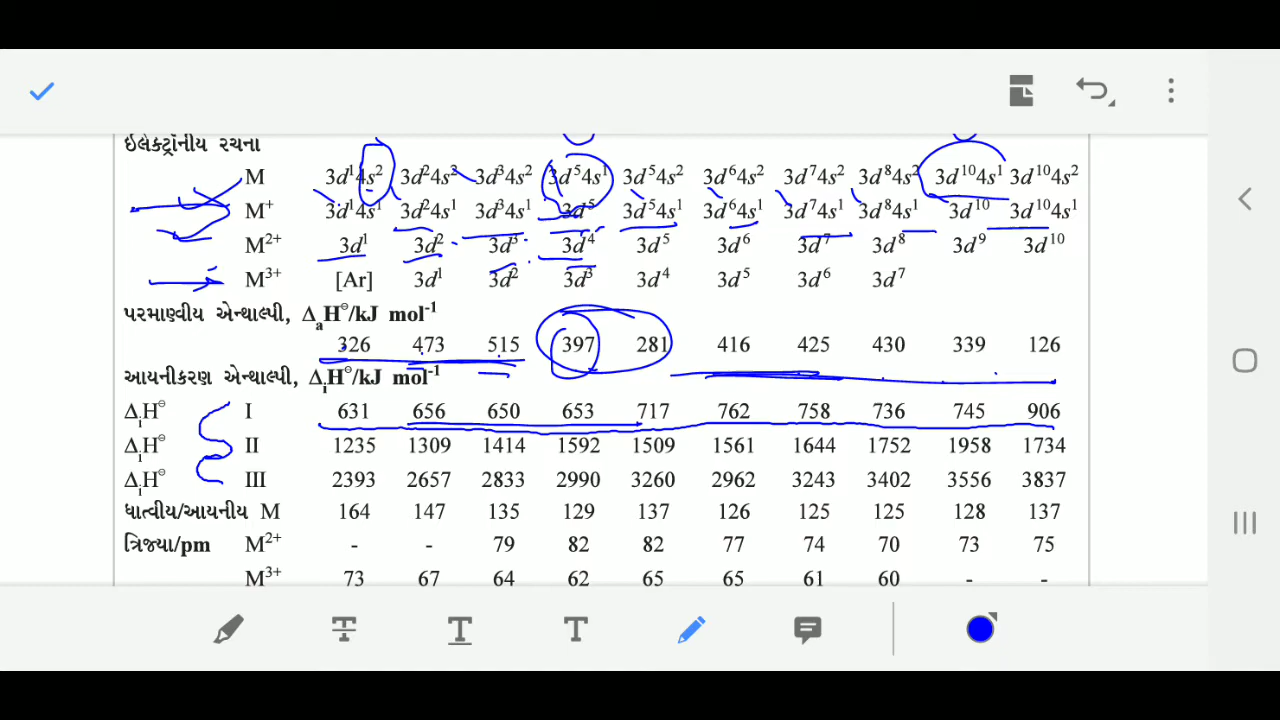 ઇલેક્ટ્રૉનીય રચના
M 3d¹4s² 3d²4s² 3d³4s² 3d⁵4s¹ 3d⁵4s² 3d⁶4s² 3d⁷4s² 3d⁸4s² 3d¹⁰4s¹ 3d¹⁰4s²
M⁺ 3d¹4s¹ 3d²4s¹ 3d³4s¹ 3d⁵ 3d⁵4s¹ 3d⁶4s¹ 3d⁷4s¹ 3d⁸4s¹ 3d¹⁰ 3d¹⁰4s¹
M²⁺ 3d¹ 3d² 3d³ 3d⁴ 3d⁵ 3d⁶ 3d⁷ 3d⁸ 3d⁹ 3d¹⁰
M³⁺ [Ar] 3d¹ 3d² 3d³ 3d⁴ 3d⁵ 3d⁶ 3d⁷
પરમાણ્વીય એન્થાલ્પી, ΔₐH⊖/kJ mol⁻¹
326 473 515 397 281 416 425 430 339 126
આયનીકરણ એન્થાલ્પી, ΔᵢH⊖/kJ mol⁻¹
ΔᵢH⊖ I 631 656 650 653 717 762 758 736 745 906
ΔᵢH⊖ II 1235 1309 1414 1592 1509 1561 1644 1752 1958 1734
ΔᵢH⊖ III 2393 2657 2833 2990 3260 2962 3243 3402 3556 3837
ધાત્વીય/આયનીય M 164 147 135 129 137 126 125 125 128 137
ત્રિજ્યા/pm M²⁺ - - 79 82 82 77 74 70 73 75
M³⁺ 73 67 64 62 65 65 61 60 - -
T T T